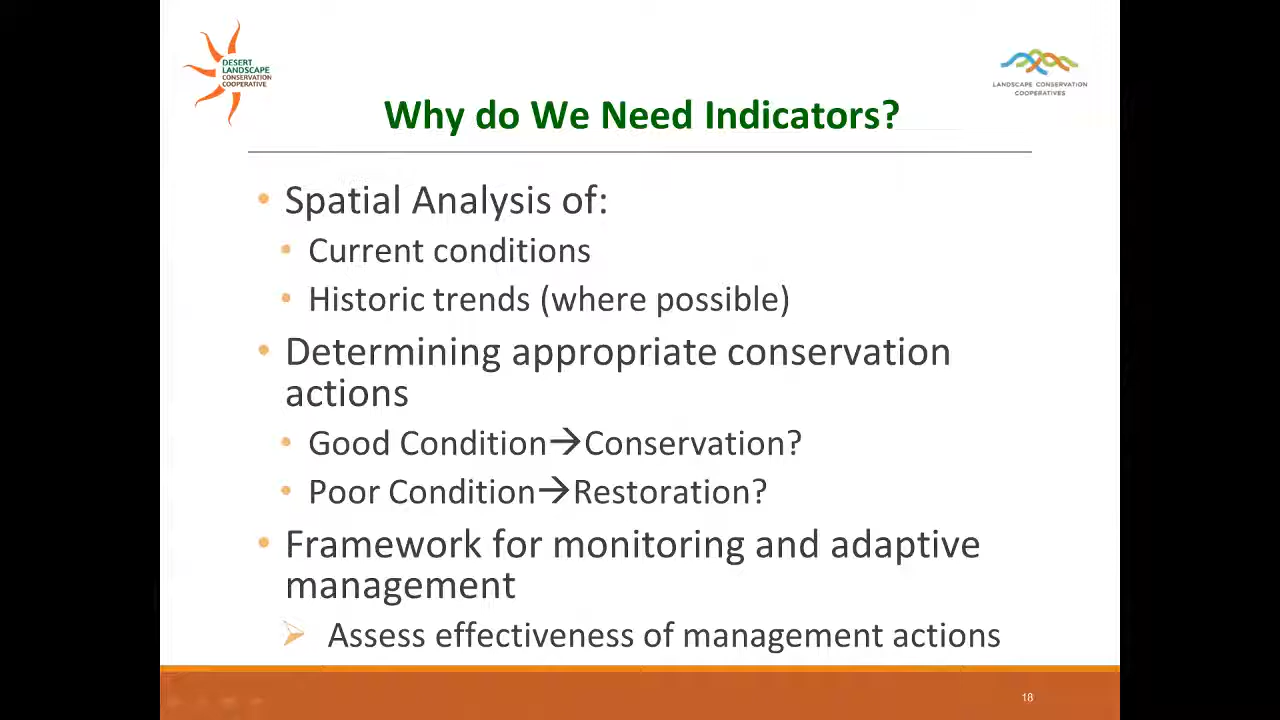 DESERT
LANDSCAPE
CONSERVATION
COOPERATIVE
LANDSCAPE CONSERVATION
COOPERATIVES
Why do We Need Indicators?
• Spatial Analysis of:
• Current conditions
• Historic trends (where possible)
• Determining appropriate conservation
actions
• Good Condition→Conservation?
• Poor Condition→Restoration?
• Framework for monitoring and adaptive
management
➢ Assess effectiveness of management actions
18